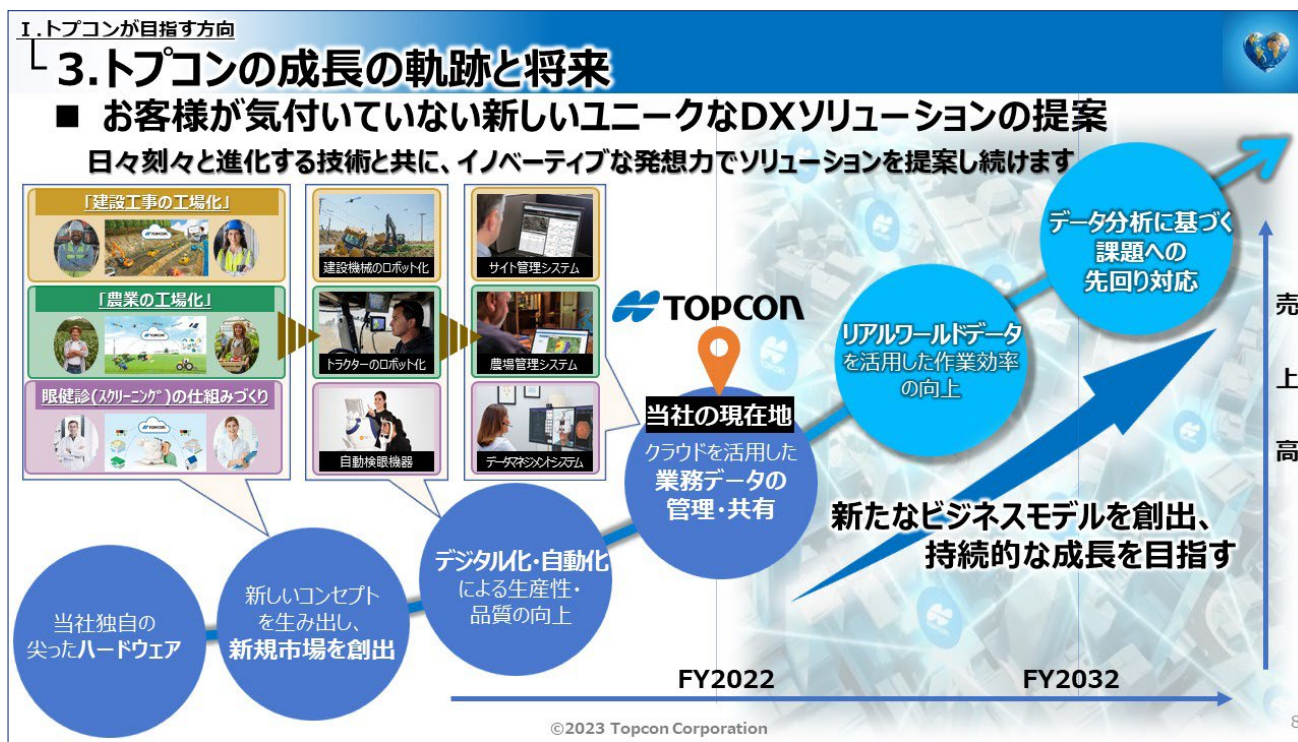 Ⅰ.トプコンが目指す方向
3.トプコンの成長の軌跡と将来
■ お客様が気付いていない新しいユニークなDXソリューションの提案
日々刻々と進化する技術と共に、イノベーティブな発想力でソリューションを提案し続けます
「建設工事の工場化」
TOPCON
建設機械のロボット化
サイト管理システム
「農業の工場化」
トラクターのロボット化
農場管理システム
眼健診(スクリーニング)の仕組みづくり
自動検眼機器
データマネジメントシステム
TOPCON
当社の現在地
クラウドを活用した
業務データの
管理・共有
リアルワールドデータ
を活用した作業効率
の向上
データ分析に基づく
課題への
先回り対応
売
上
高
新たなビジネスモデルを創出、
持続的な成長を目指す
デジタル化・自動化
による生産性・
品質の向上
新しいコンセプト
を生み出し、
新規市場を創出
当社独自の
尖ったハードウェア
FY2022
FY2032
©2023 Topcon Corporation
8